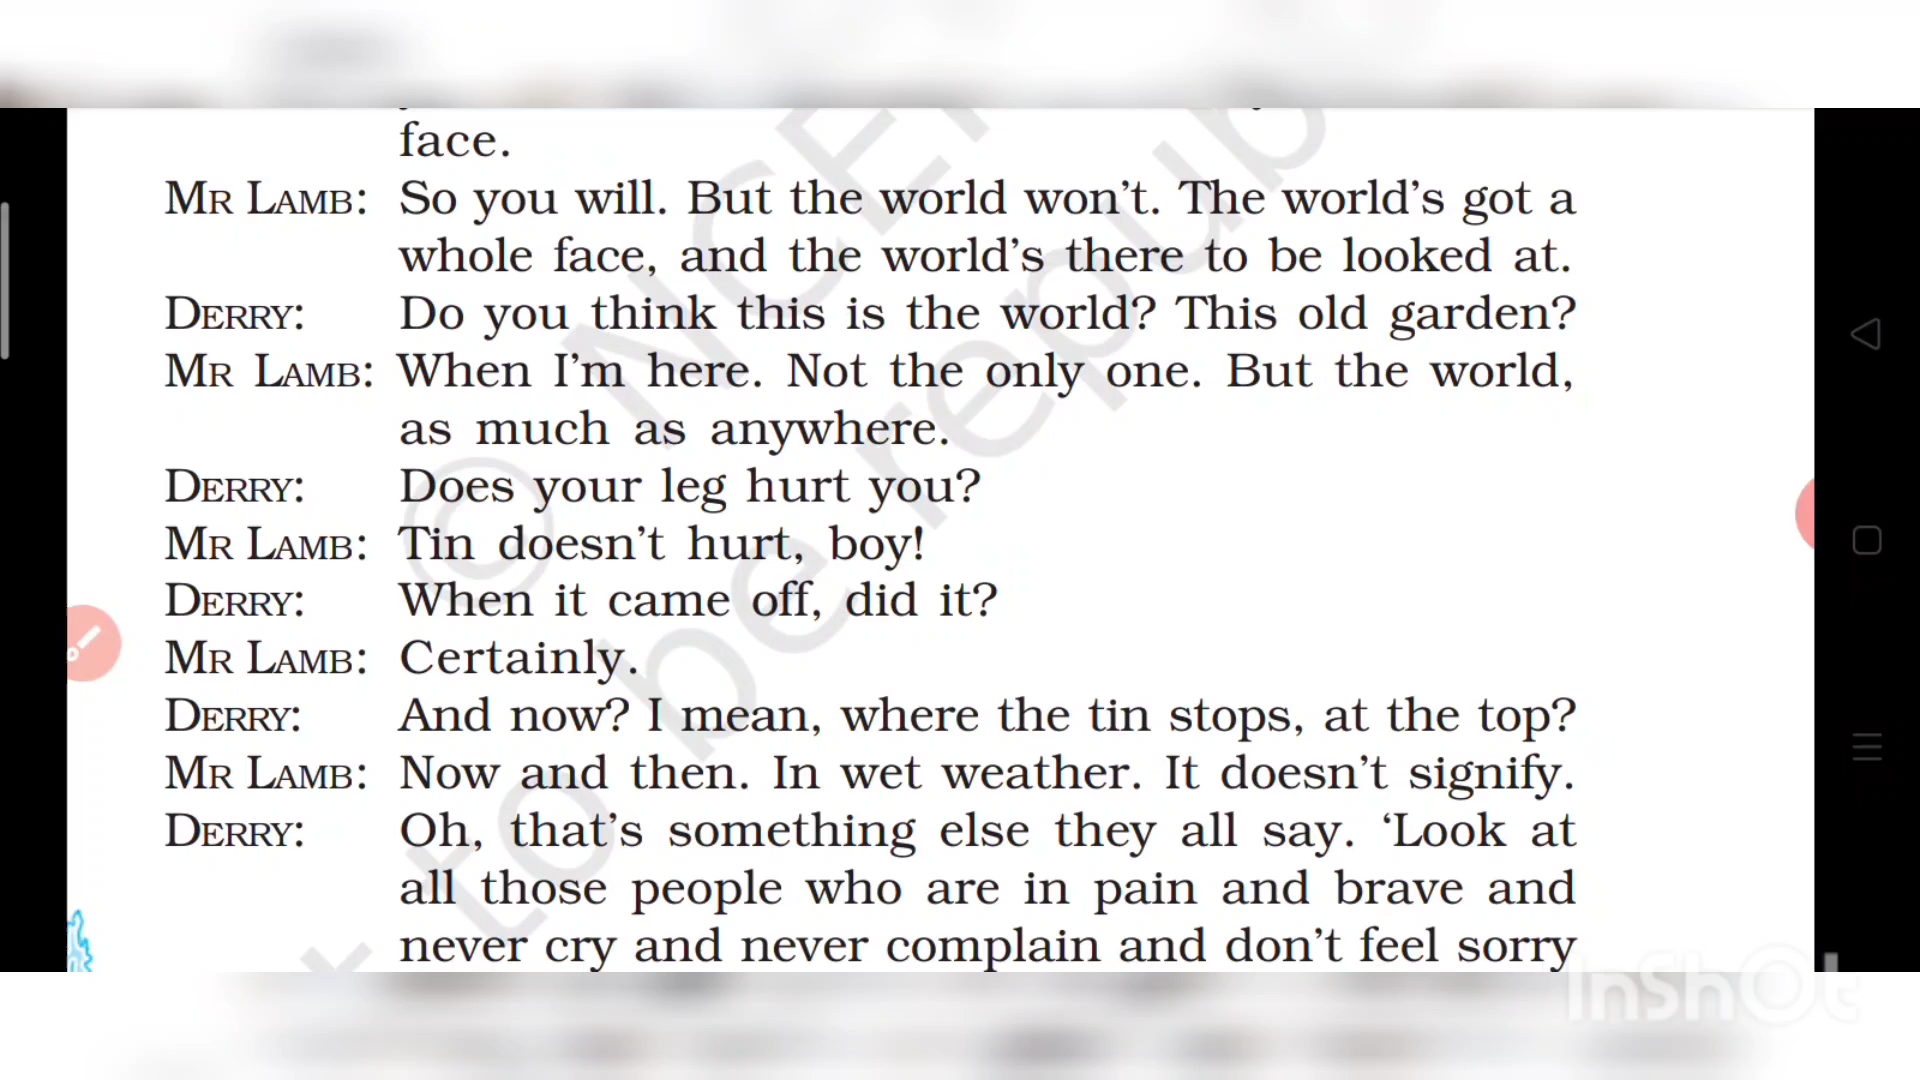 face.
MR LAMB: So you will. But the world won’t. The world’s got a
whole face, and the world’s there to be looked at.
DERRY: Do you think this is the world? This old garden?
MR LAMB: When I’m here. Not the only one. But the world,
as much as anywhere.
DERRY: Does your leg hurt you?
MR LAMB: Tin doesn’t hurt, boy!
DERRY: When it came off, did it?
MR LAMB: Certainly.
DERRY: And now? I mean, where the tin stops, at the top?
MR LAMB: Now and then. In wet weather. It doesn’t signify.
DERRY: Oh, that’s something else they all say. ‘Look at
all those people who are in pain and brave and
never cry and never complain and don’t feel sorry
© NCE
t to be repub
InShOt